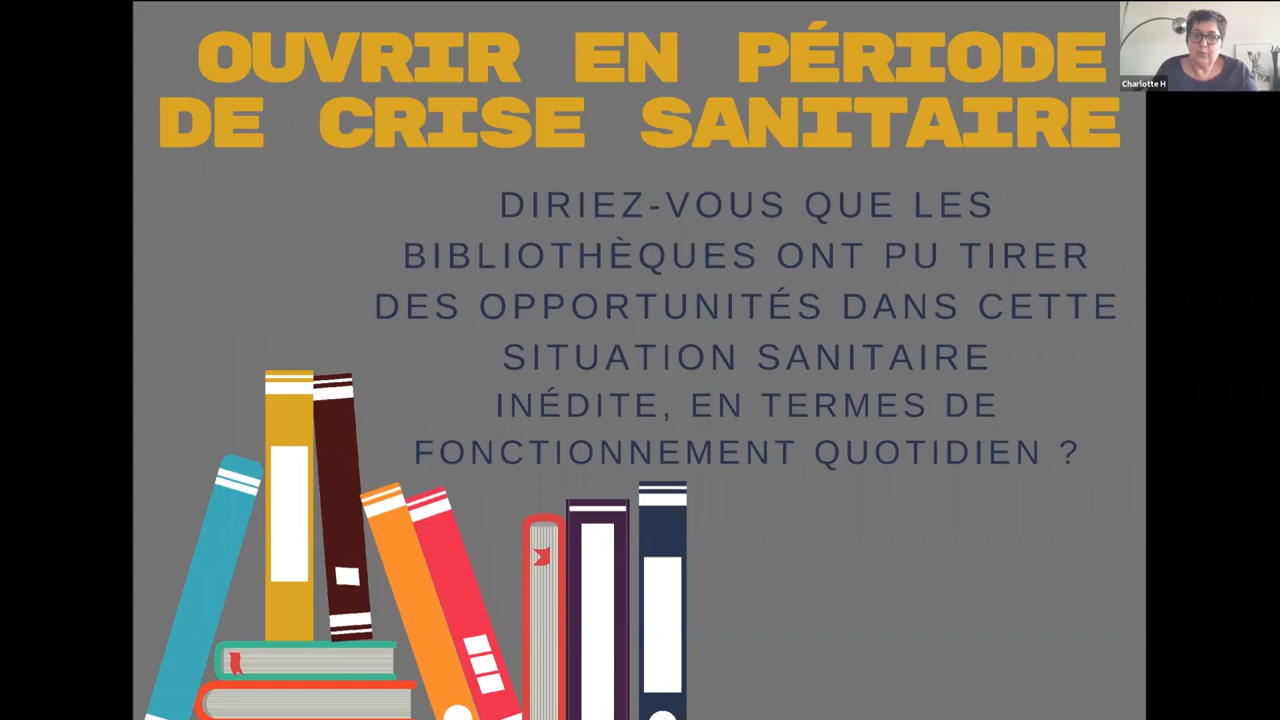 OUVRIR EN PÉRIODE
DE CRISE SANITAIRE
Charlotte H
DIRIEZ-VOUS QUE LES
BIBLIOTHÈQUES ONT PU TIRER
DES OPPORTUNITÉS DANS CETTE
SITUATION SANITAIRE
INÉDITE, EN TERMES DE
FONCTIONNEMENT QUOTIDIEN ?